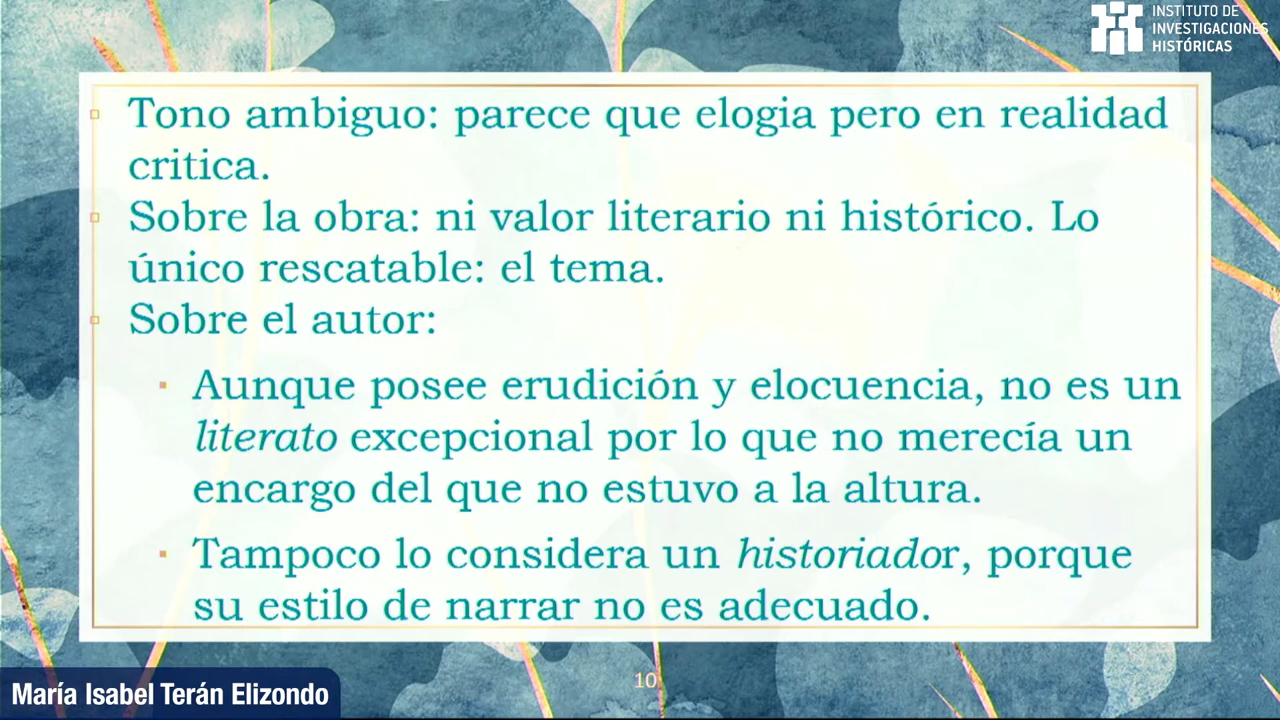 INSTITUTO DE
INVESTIGACIONES
HISTÓRICAS
Tono ambiguo: parece que elogia pero en realidad
critica.
Sobre la obra: ni valor literario ni histórico. Lo
único rescatable: el tema.
Sobre el autor:
Aunque posee erudición y elocuencia, no es un
literato excepcional por lo que no merecía un
encargo del que no estuvo a la altura.
Tampoco lo considera un historiador, porque
su estilo de narrar no es adecuado.
10
María Isabel Terán Elizondo